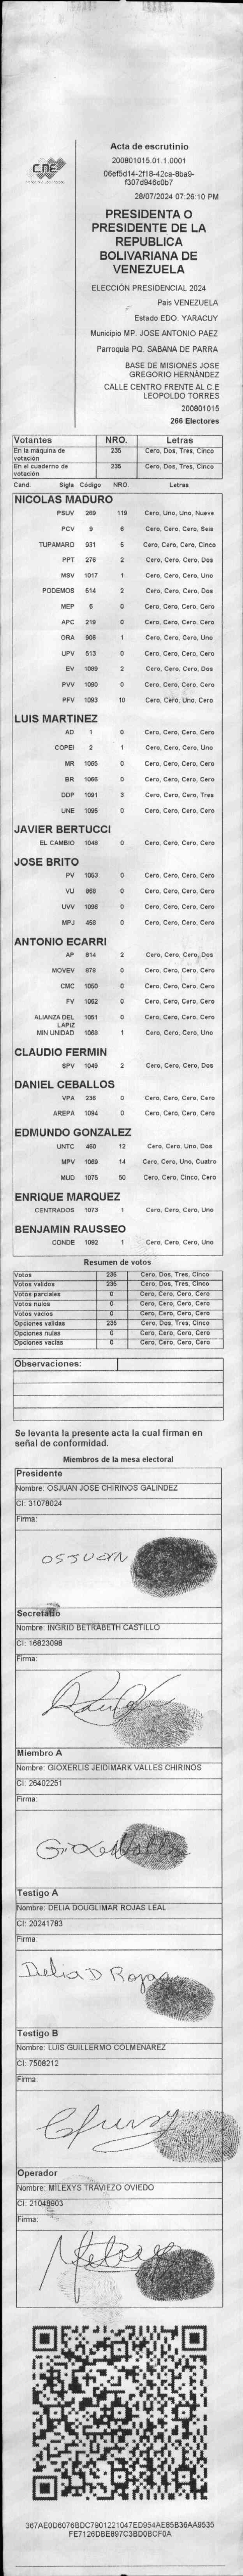 CNE
Acta de escrutinio
200801015.01.1.0001
06ef5d14-2f18-42ca-8ba9-
f307d946c0b7
28/07/2024 07:26:10 PM
PRESIDENTA O
PRESIDENTE DE LA
REPUBLICA
BOLIVARIANA DE
VENEZUELA
ELECCIÓN PRESIDENCIAL 2024
Pais VENEZUELA
Estado EDO. YARACUY
Municipio MP. JOSE ANTONIO PAEZ
Parroquia PQ. SABANA DE PARRA
BASE DE MISIONES JOSE
GREGORIO HERNÁNDEZ
CALLE CENTRO FRENTE AL C.E
LEOPOLDO TORRES
200801015
266 Electores
Votantes NRO. Letras
En la máquina de votación 235 Cero, Dos, Tres, Cinco
En el cuaderno de votación 235 Cero, Dos, Tres, Cinco
Cand. Sigla Código NRO. Letras
NICOLAS MADURO
PSUV 269 119 Cero, Uno, Uno, Nueve
PCV 9 6 Cero, Cero, Cero, Seis
TUPAMARO 931 5 Cero, Cero, Cero, Cinco
PPT 276 2 Cero, Cero, Cero, Dos
MSV 1017 1 Cero, Cero, Cero, Uno
PODEMOS 514 2 Cero, Cero, Cero, Dos
MEP 6 0 Cero, Cero, Cero, Cero
APC 219 0 Cero, Cero, Cero, Cero
ORA 906 1 Cero, Cero, Cero, Uno
UPV 513 0 Cero, Cero, Cero, Cero
EV 1089 2 Cero, Cero, Cero, Dos
PVV 1090 0 Cero, Cero, Cero, Cero
PFV 1093 10 Cero, Cero, Uno, Cero
LUIS MARTINEZ
AD 1 0 Cero, Cero, Cero, Cero
COPEI 2 1 Cero, Cero, Cero, Uno
MR 1065 0 Cero, Cero, Cero, Cero
BR 1066 0 Cero, Cero, Cero, Cero
DDP 1091 3 Cero, Cero, Cero, Tres
UNE 1095 0 Cero, Cero, Cero, Cero
JAVIER BERTUCCI
EL CAMBIO 1048 0 Cero, Cero, Cero, Cero
JOSE BRITO
PV 1053 0 Cero, Cero, Cero, Cero
VU 868 0 Cero, Cero, Cero, Cero
UVV 1096 0 Cero, Cero, Cero, Cero
MPJ 458 0 Cero, Cero, Cero, Cero
ANTONIO ECARRI
AP 814 2 Cero, Cero, Cero, Dos
MOVEV 878 0 Cero, Cero, Cero, Cero
CMC 1050 0 Cero, Cero, Cero, Cero
FV 1062 0 Cero, Cero, Cero, Cero
ALIANZA DEL LAPIZ 1051 0 Cero, Cero, Cero, Cero
MIN UNIDAD 1068 1 Cero, Cero, Cero, Uno
CLAUDIO FERMIN
SPV 1049 2 Cero, Cero, Cero, Dos
DANIEL CEBALLOS
VPA 236 0 Cero, Cero, Cero, Cero
AREPA 1094 0 Cero, Cero, Cero, Cero
EDMUNDO GONZALEZ
UNTC 460 12 Cero, Cero, Uno, Dos
MPV 1069 14 Cero, Cero, Uno, Cuatro
MUD 1075 50 Cero, Cero, Cinco, Cero
ENRIQUE MARQUEZ
CENTRADOS 1073 1 Cero, Cero, Cero, Uno
BENJAMIN RAUSSEO
CONDE 1092 1 Cero, Cero, Cero, Uno
Resumen de votos
Votos 235 Cero, Dos, Tres, Cinco
Votos validos 235 Cero, Dos, Tres, Cinco
Votos parciales 0 Cero, Cero, Cero, Cero
Votos nulos 0 Cero, Cero, Cero, Cero
Votos vacios 0 Cero, Cero, Cero, Cero
Opciones validas 235 Cero, Dos, Tres, Cinco
Opciones nulas 0 Cero, Cero, Cero, Cero
Opciones vacias 0 Cero, Cero, Cero, Cero
Observaciones:
Se levanta la presente acta la cual firman en
señal de conformidad.
Miembros de la mesa electoral
Presidente
Nombre: OSJUAN JOSE CHIRINOS GALINDEZ
CI: 31078024
Firma:
OSJUAN
Secretario
Nombre: INGRID BETRABETH CASTILLO
CI: 16823098
Firma:
Miembro A
Nombre: GIOXERLIS JEIDIMARK VALLES CHIRINOS
CI: 26402251
Firma:
Testigo A
Nombre: DELIA DOUGLIMAR ROJAS LEAL
CI: 20241783
Firma:
Delia D Rojas
Testigo B
Nombre: LUIS GUILLERMO COLMENAREZ
CI: 7508212
Firma:
Operador
Nombre: MILEXYS TRAVIEZO OVIEDO
CI: 21048903
Firma:
367AE0D6076BDC7901221047ED954AE85B36AA9535
FE7126DBE897C3BD0BCF0A